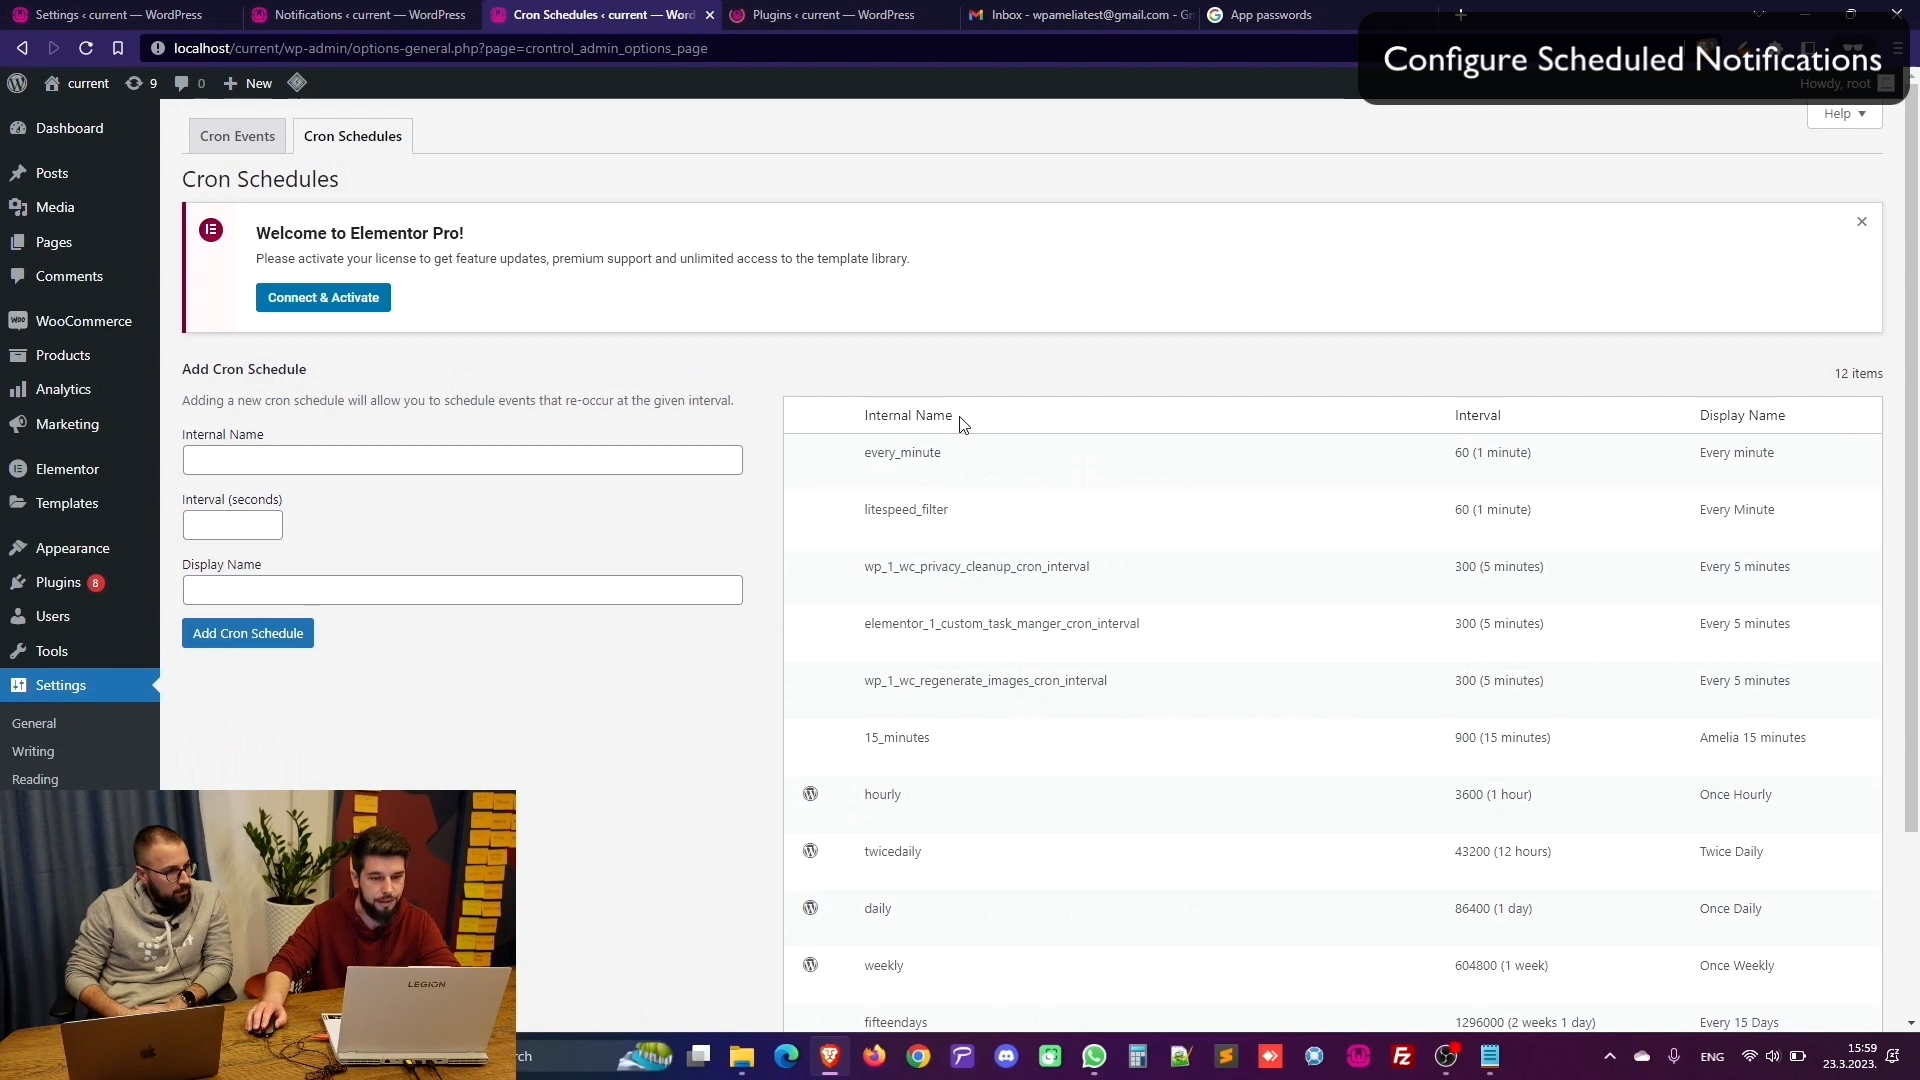 Settings ‹ current — WordPress
Notifications ‹ current — WordPress
Cron Schedules ‹ current — Word
Plugins ‹ current — WordPress
Inbox - wpameliatest@gmail.com - Gm
App passwords
localhost/current/wp-admin/options-general.php?page=crontrol_admin_options_page
Configure Scheduled Notifications
current
9
0
New
Howdy, root
Help
Dashboard
Posts
Media
Pages
Comments
WooCommerce
Products
Analytics
Marketing
Elementor
Templates
Appearance
Plugins 8
Users
Tools
Settings
General
Writing
Reading
Cron Events
Cron Schedules
Cron Schedules
Welcome to Elementor Pro!
Please activate your license to get feature updates, premium support and unlimited access to the template library.
Connect & Activate
Add Cron Schedule
Adding a new cron schedule will allow you to schedule events that re-occur at the given interval.
Internal Name
Interval (seconds)
Display Name
Add Cron Schedule
12 items
Internal Name Interval Display Name
every_minute 60 (1 minute) Every minute
litespeed_filter 60 (1 minute) Every Minute
wp_1_wc_privacy_cleanup_cron_interval 300 (5 minutes) Every 5 minutes
elementor_1_custom_task_manger_cron_interval 300 (5 minutes) Every 5 minutes
wp_1_wc_regenerate_images_cron_interval 300 (5 minutes) Every 5 minutes
15_minutes 900 (15 minutes) Amelia 15 minutes
hourly 3600 (1 hour) Once Hourly
twicedaily 43200 (12 hours) Twice Daily
daily 86400 (1 day) Once Daily
weekly 604800 (1 week) Once Weekly
fifteendays 1296000 (2 weeks 1 day) Every 15 Days
LEGION
rch
ENG
15:59
23.3.2023.